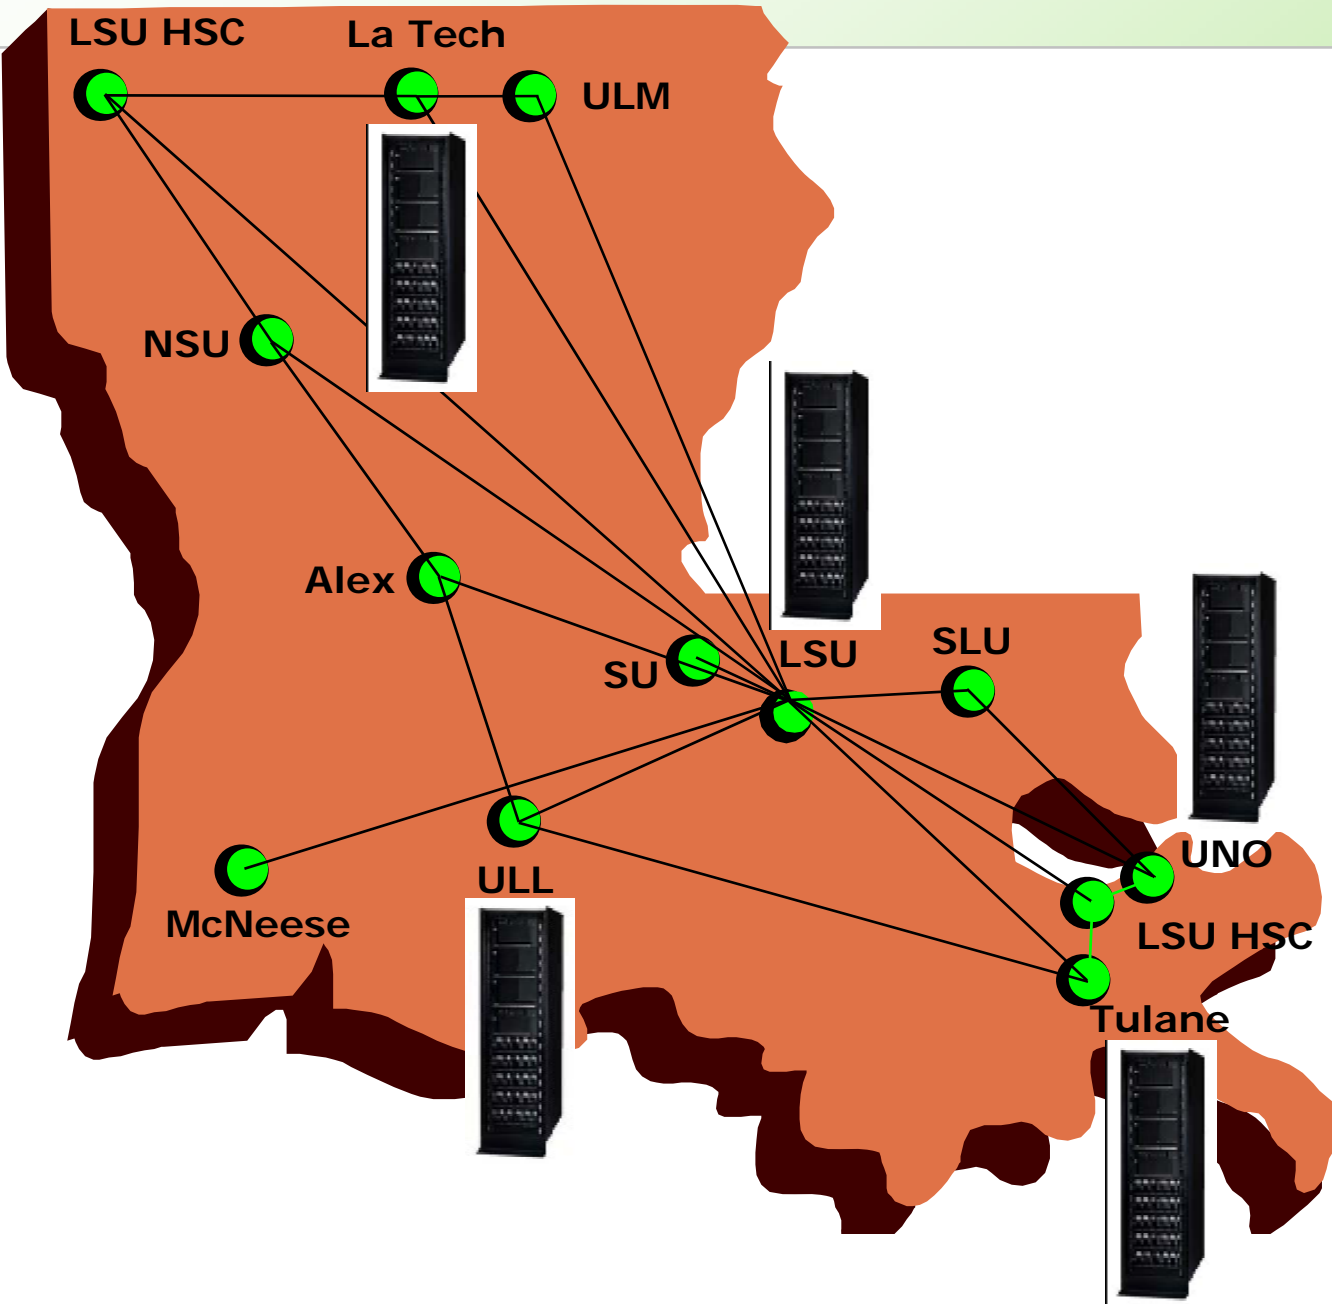 LSU HSC
La Tech
ULM
NSU
Alex
SU
LSU
SLU
UNO
ULL
McNeese
LSU HSC
Tulane